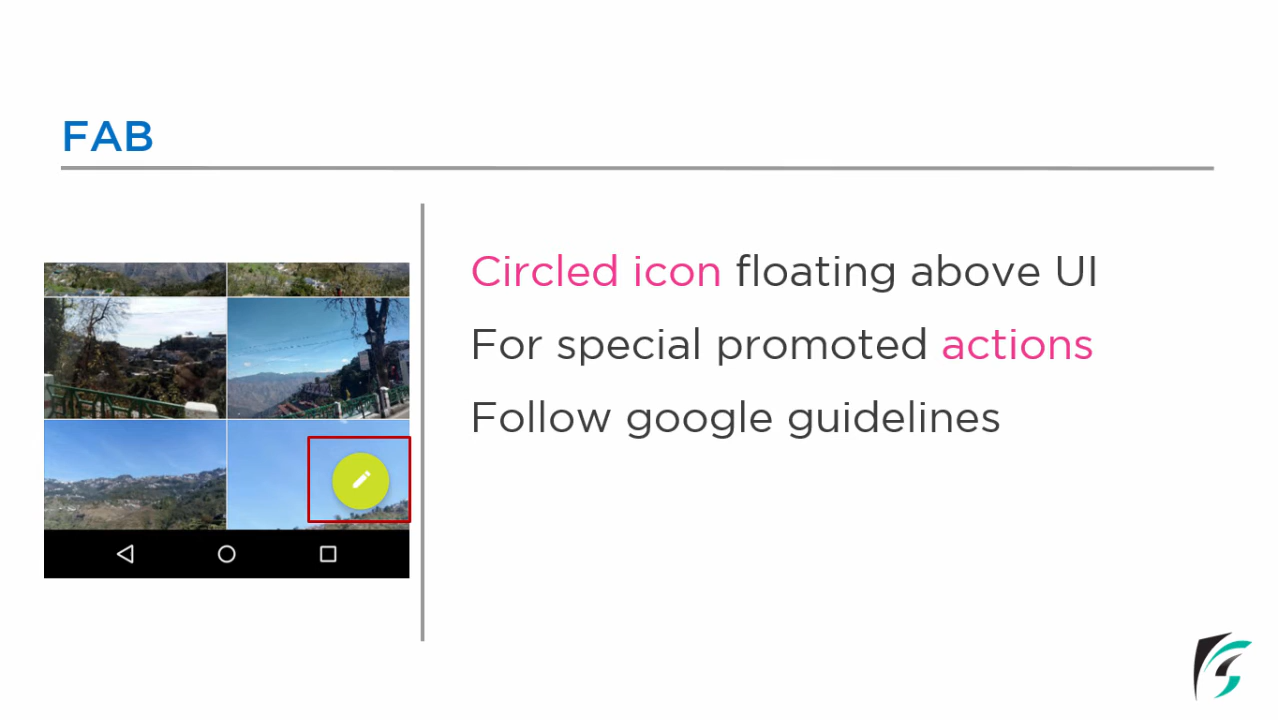 FAB
Circled icon floating above UI
For special promoted actions
Follow google guidelines